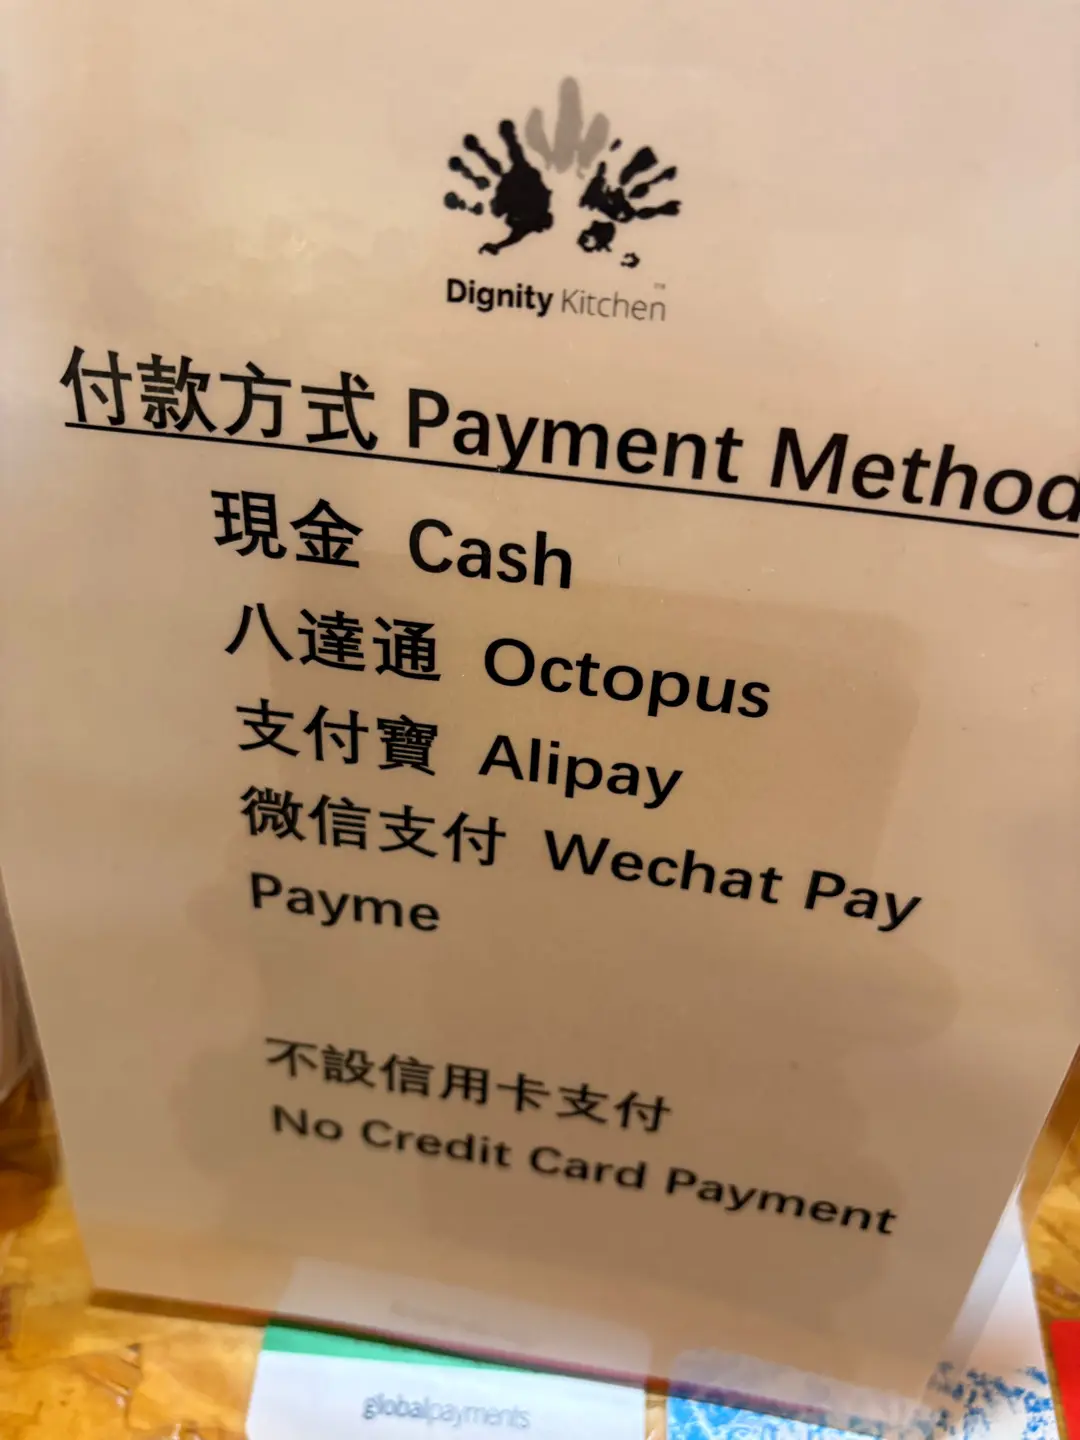 Dignity Kitchen™
付款方式 Payment Method
現金 Cash
八達通 Octopus
支付寶 Alipay
微信支付 Wechat Pay
Payme
不設信用卡支付
No Credit Card Payment
globalpayments